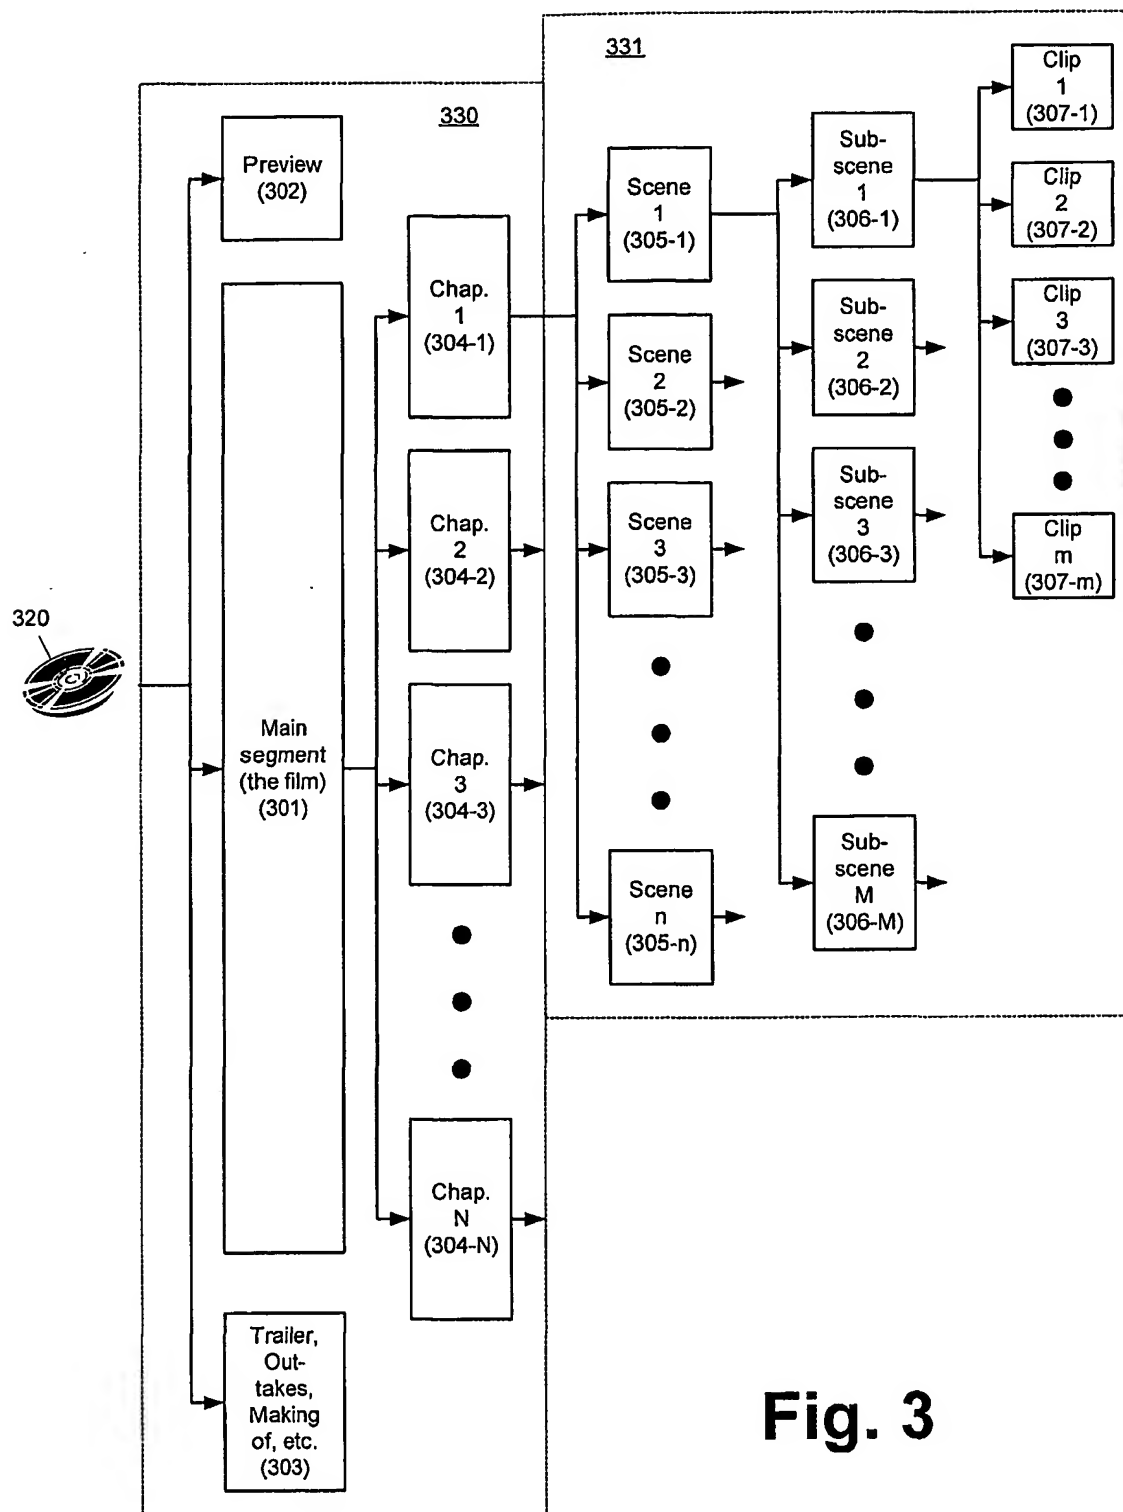 331
330
Preview
(302)
Main
segment
(the film)
(301)
Trailer,
Out-
takes,
Making
of, etc.
(303)
320
Chap.
1
(304-1)
Chap.
2
(304-2)
Chap.
3
(304-3)
Chap.
N
(304-N)
Scene
1
(305-1)
Scene
2
(305-2)
Scene
3
(305-3)
Scene
n
(305-n)
Sub-
scene
1
(306-1)
Sub-
scene
2
(306-2)
Sub-
scene
3
(306-3)
Sub-
scene
M
(306-M)
Clip
1
(307-1)
Clip
2
(307-2)
Clip
3
(307-3)
Clip
m
(307-m)
Fig. 3